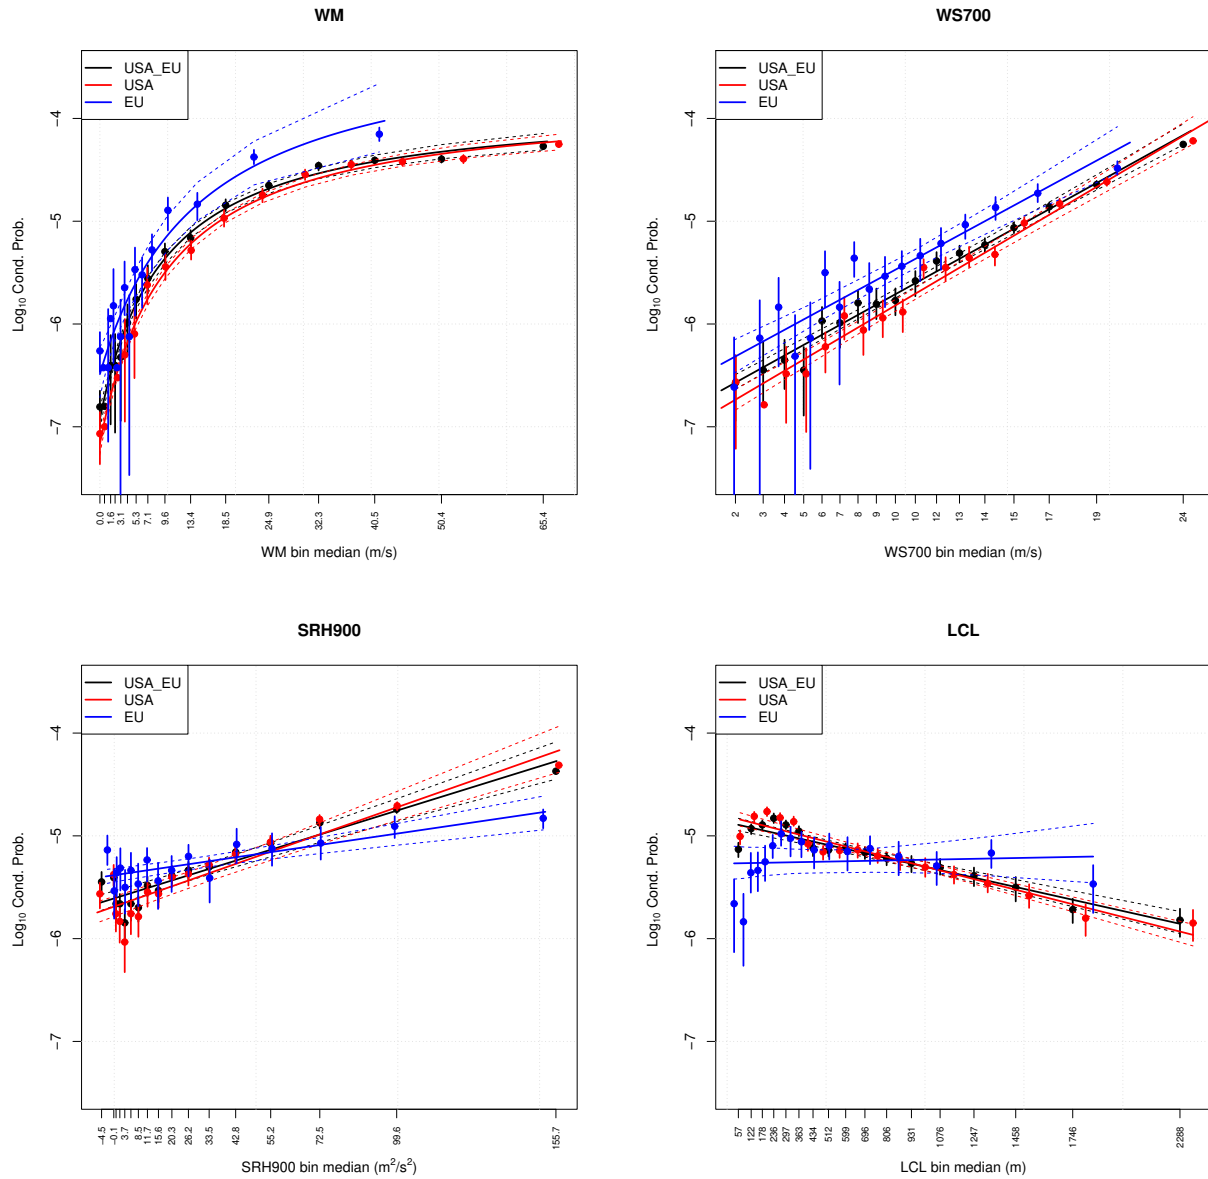 WM
USA_EU
USA
EU
Log10 Cond. Prob.
−4
−5
−6
−7
0.0 1.6 3.1 5.3 7.1 9.6 13.4 18.5 24.9 32.3 40.5 50.4 65.4
WM bin median (m/s)
WS700
USA_EU
USA
EU
Log10 Cond. Prob.
−4
−5
−6
−7
2 3 4 5 6 7 8 9 10 10 12 13 14 15 17 19 24
WS700 bin median (m/s)
SRH900
USA_EU
USA
EU
Log10 Cond. Prob.
−4
−5
−6
−7
−4.5 −0.1 3.7 8.5 11.7 15.6 20.3 26.2 33.5 42.8 55.2 72.5 99.6 155.7
SRH900 bin median (m²/s²)
LCL
USA_EU
USA
EU
Log10 Cond. Prob.
−4
−5
−6
−7
57 122 178 236 297 363 434 512 599 696 806 931 1076 1247 1458 1746 2288
LCL bin median (m)